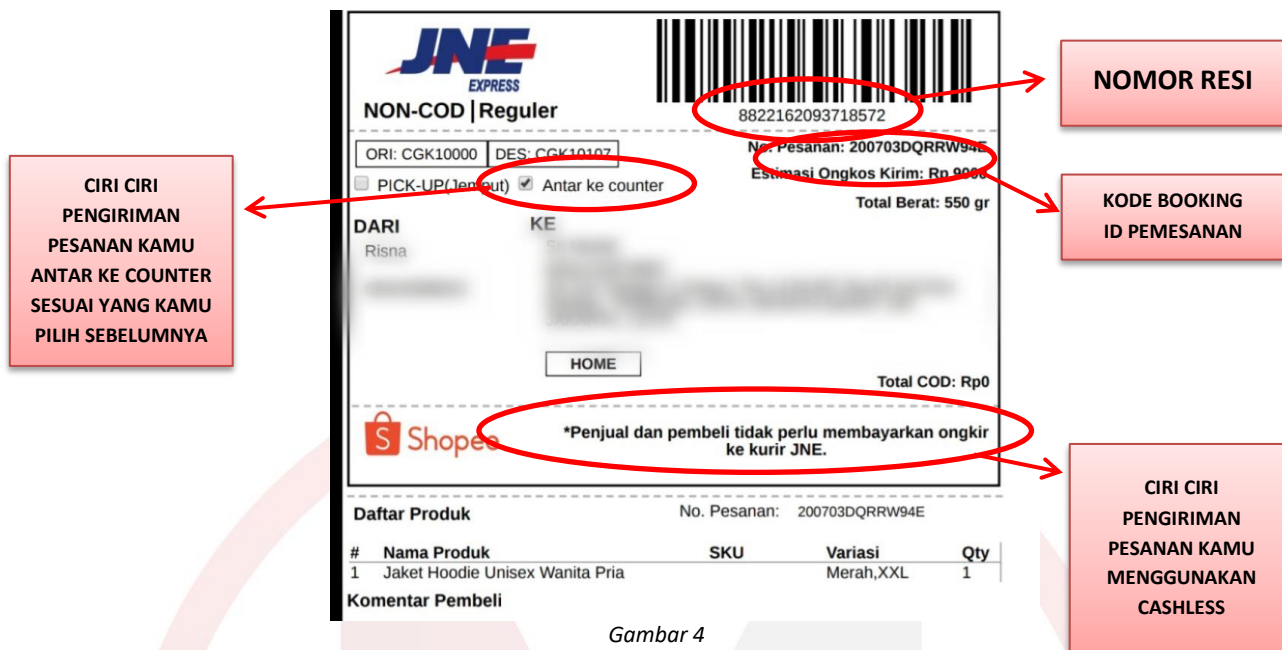 JNE
EXPRESS
NON-COD | Reguler
8822162093718572
NOMOR RESI
ORI: CGK10000 DES: CGK10107
No. Pesanan: 200703DQRRW94E
PICK-UP(Jemput) Antar ke counter
Estimasi Ongkos Kirim: Rp 9000
Total Berat: 550 gr
KODE BOOKING
ID PEMESANAN
CIRI CIRI
PENGIRIMAN
PESANAN KAMU
ANTAR KE COUNTER
SESUAI YANG KAMU
PILIH SEBELUMNYA
DARI KE
Risna
HOME
Total COD: Rp0
Shopee
*Penjual dan pembeli tidak perlu membayarkan ongkir
ke kurir JNE.
CIRI CIRI
PENGIRIMAN
PESANAN KAMU
MENGGUNAKAN
CASHLESS
Daftar Produk No. Pesanan: 200703DQRRW94E
# Nama Produk SKU Variasi Qty
1 Jaket Hoodie Unisex Wanita Pria Merah,XXL 1
Komentar Pembeli
Gambar 4